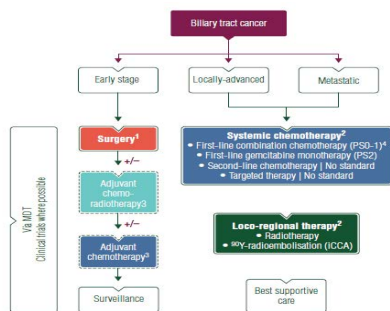 Biliary tract cancer
Early stage
Locally-advanced
Metastatic
Via MDT
Clinical trials where possible
Surgery¹
+/−
Adjuvant
chemo-
radiotherapy3
+/−
Adjuvant
chemotherapy³
Surveillance
Systemic chemotherapy²
• First-line combination chemotherapy (PS0-1)⁴
• First-line gemcitabine monotherapy (PS2)
• Second-line chemotherapy | No standard
• Targeted therapy | No standard
Loco-regional therapy²
• Radiotherapy
• ⁹⁰Y-radioembolisation (iCCA)
Best supportive
care